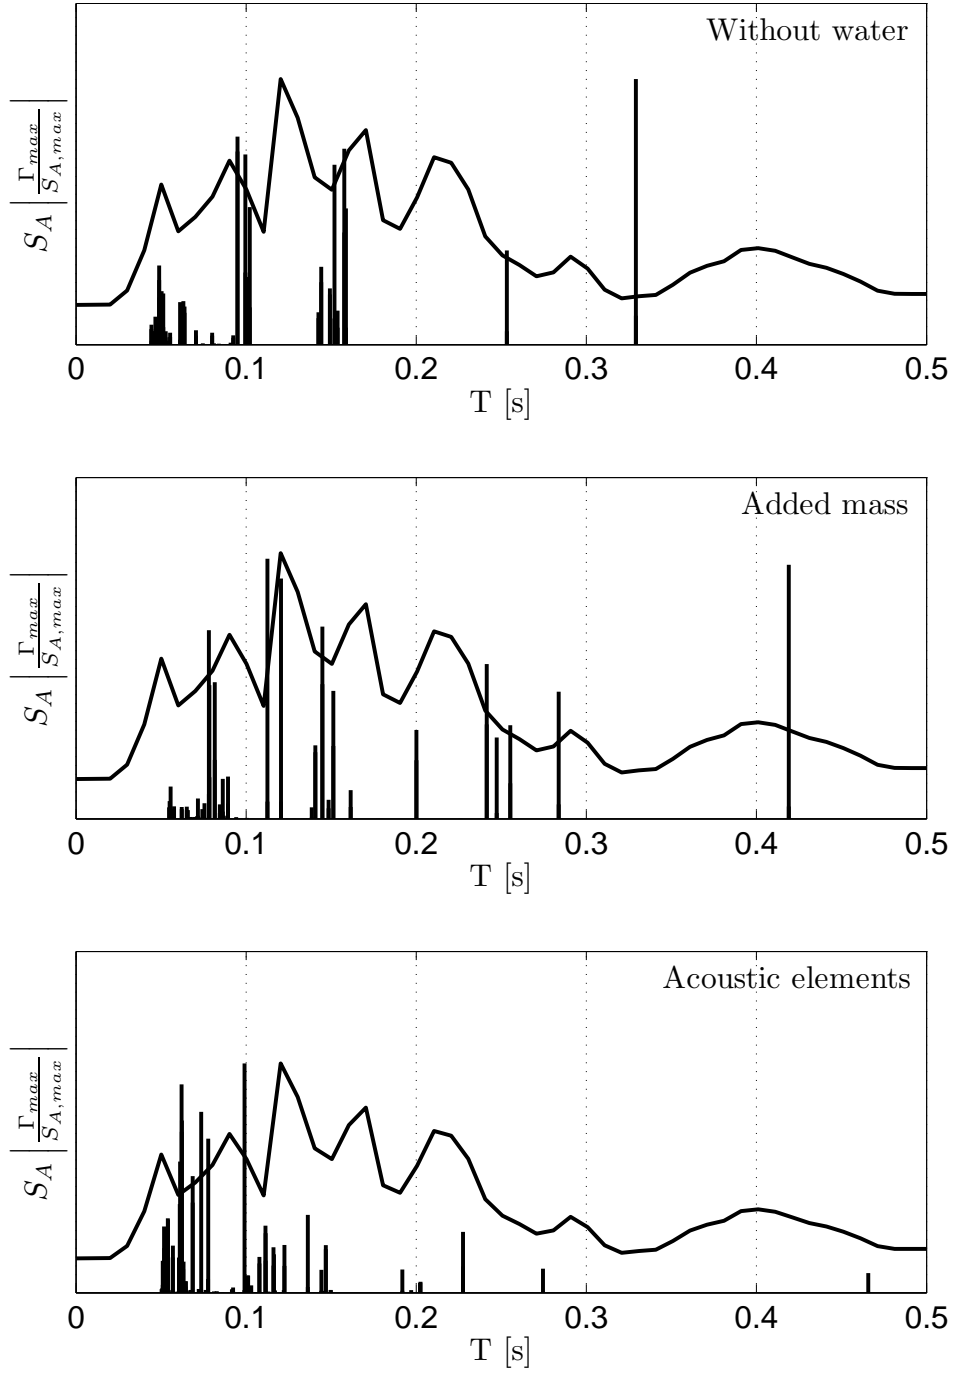 Without water
S_A |Γ_max / S_A,max|
0 0.1 0.2 0.3 0.4 0.5
T [s]
Added mass
S_A |Γ_max / S_A,max|
0 0.1 0.2 0.3 0.4 0.5
T [s]
Acoustic elements
S_A |Γ_max / S_A,max|
0 0.1 0.2 0.3 0.4 0.5
T [s]